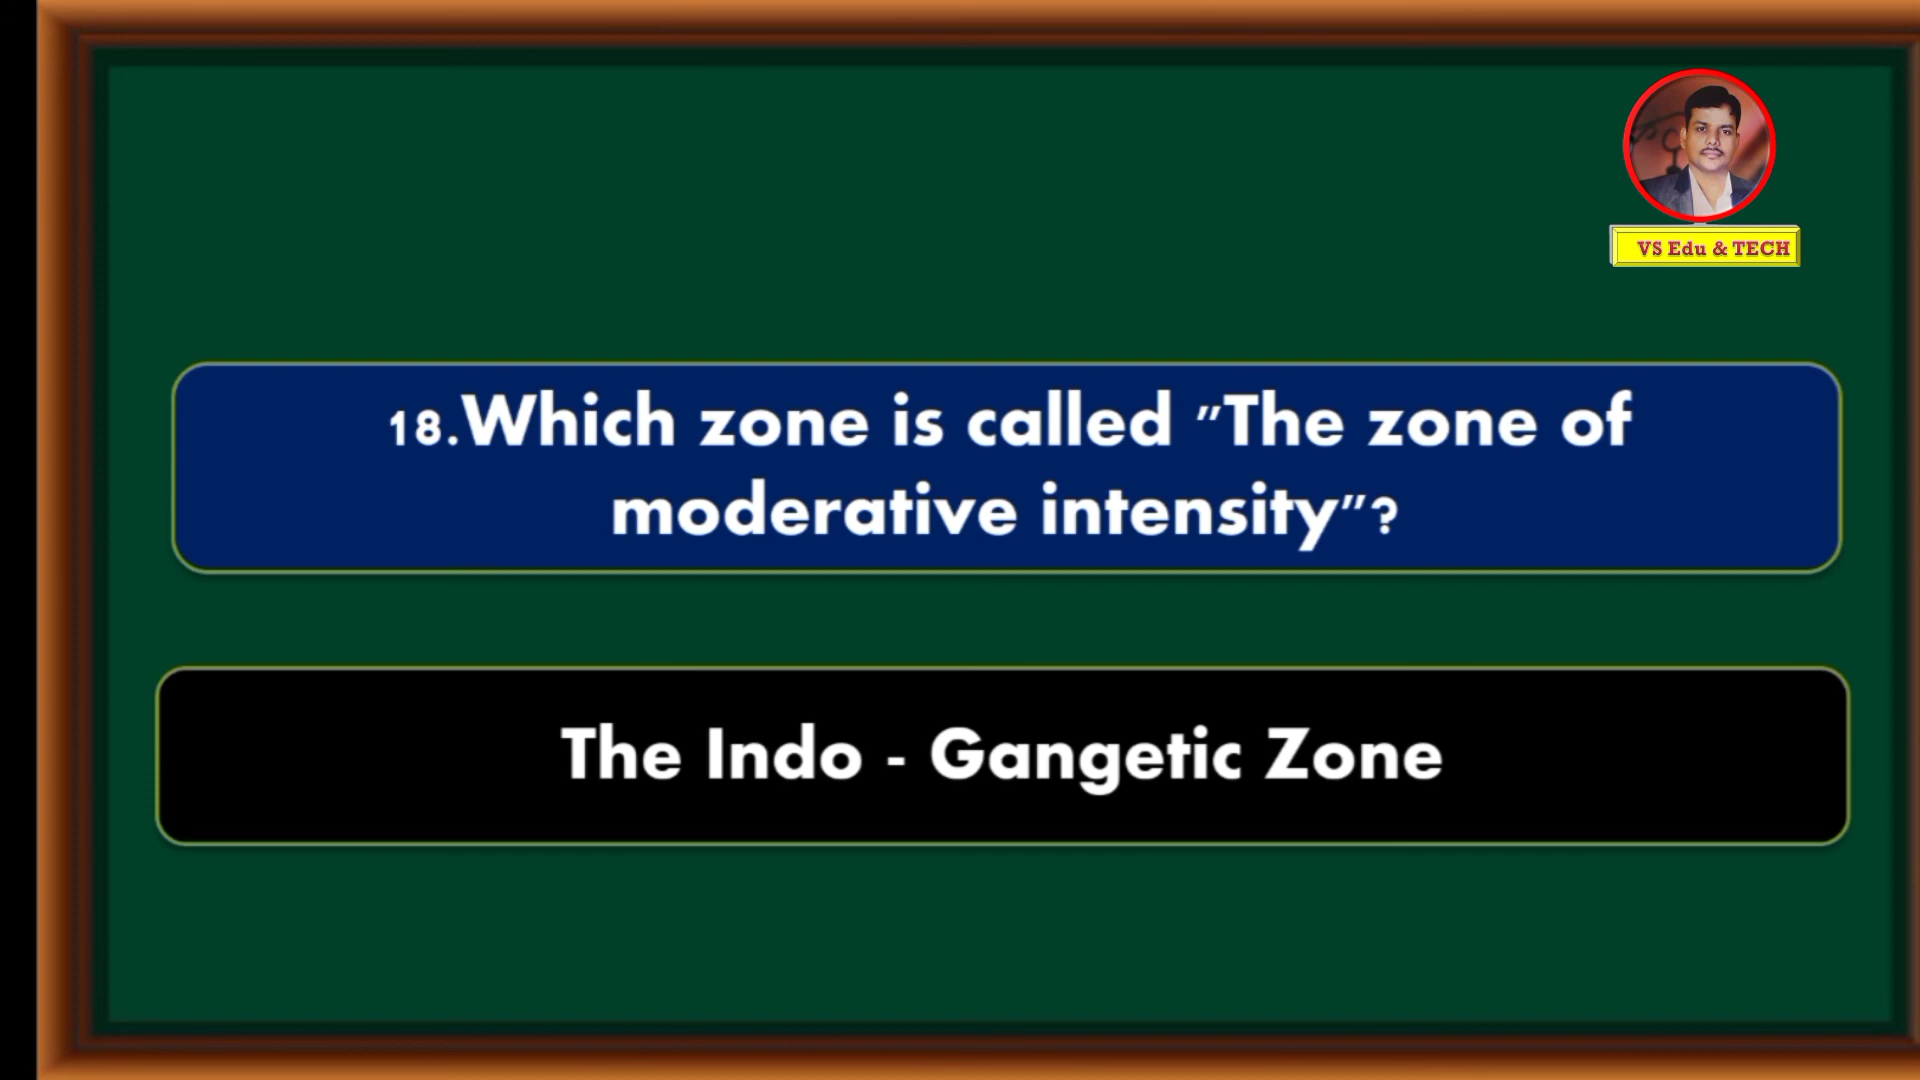 VS Edu & TECH
18.Which zone is called "The zone of
moderative intensity"?
The Indo - Gangetic Zone